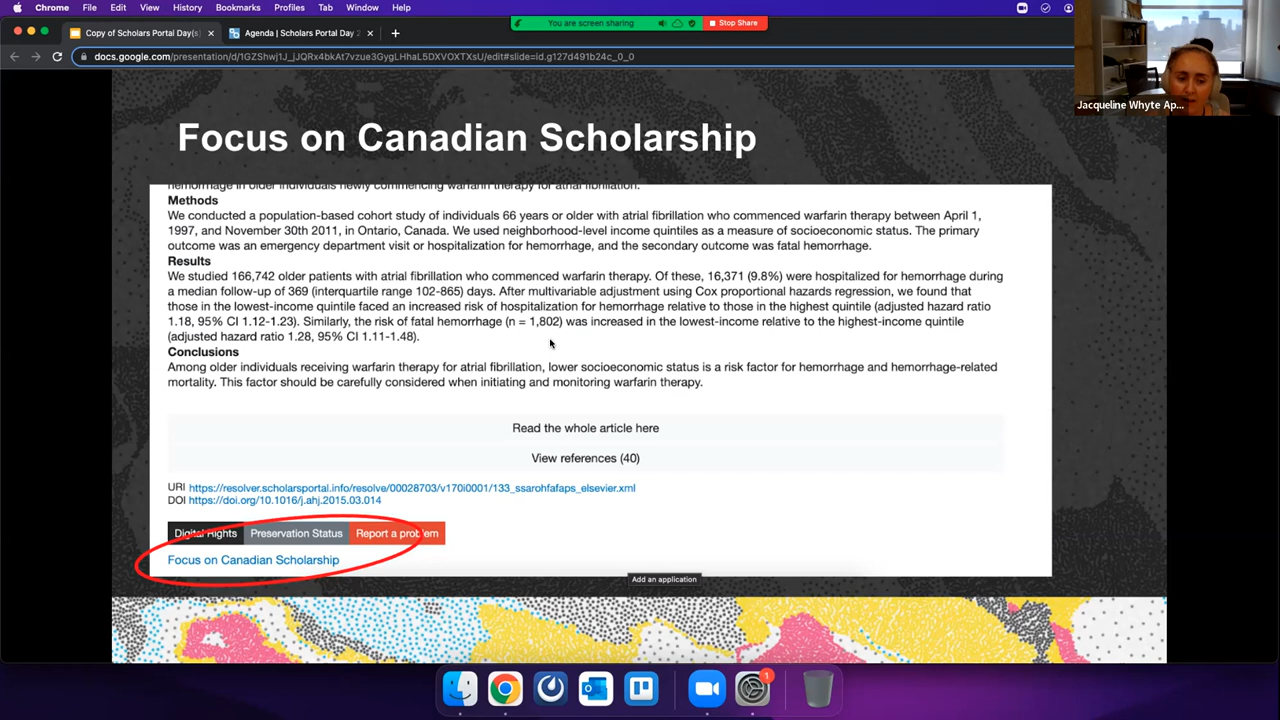 Chrome File Edit View History Bookmarks Profiles Tab Window Help
You are screen sharing Stop Share
Copy of Scholars Portal Day(s) Agenda | Scholars Portal Day 2
docs.google.com/presentation/d/1GZShwj1J_jJQRx4bkAt7vzue3GygLHhaL5DXVOXTXsU/edit#slide=id.g127d491b24c_0_0
Jacqueline Whyte Ap...
Focus on Canadian Scholarship
hemorrhage in older individuals newly commencing warfarin therapy for atrial fibrillation.
Methods
We conducted a population-based cohort study of individuals 66 years or older with atrial fibrillation who commenced warfarin therapy between April 1,
1997, and November 30th 2011, in Ontario, Canada. We used neighborhood-level income quintiles as a measure of socioeconomic status. The primary
outcome was an emergency department visit or hospitalization for hemorrhage, and the secondary outcome was fatal hemorrhage.
Results
We studied 166,742 older patients with atrial fibrillation who commenced warfarin therapy. Of these, 16,371 (9.8%) were hospitalized for hemorrhage during
a median follow-up of 369 (interquartile range 102-865) days. After multivariable adjustment using Cox proportional hazards regression, we found that
those in the lowest-income quintile faced an increased risk of hospitalization for hemorrhage relative to those in the highest quintile (adjusted hazard ratio
1.18, 95% CI 1.12-1.23). Similarly, the risk of fatal hemorrhage (n = 1,802) was increased in the lowest-income relative to the highest-income quintile
(adjusted hazard ratio 1.28, 95% CI 1.11-1.48).
Conclusions
Among older individuals receiving warfarin therapy for atrial fibrillation, lower socioeconomic status is a risk factor for hemorrhage and hemorrhage-related
mortality. This factor should be carefully considered when initiating and monitoring warfarin therapy.
Read the whole article here
View references (40)
URI https://resolver.scholarsportal.info/resolve/00028703/v170i0001/133_ssarohfafaps_elsevier.xml
DOI https://doi.org/10.1016/j.ahj.2015.03.014
Digital Rights Preservation Status Report a problem
Focus on Canadian Scholarship
Add an application
1